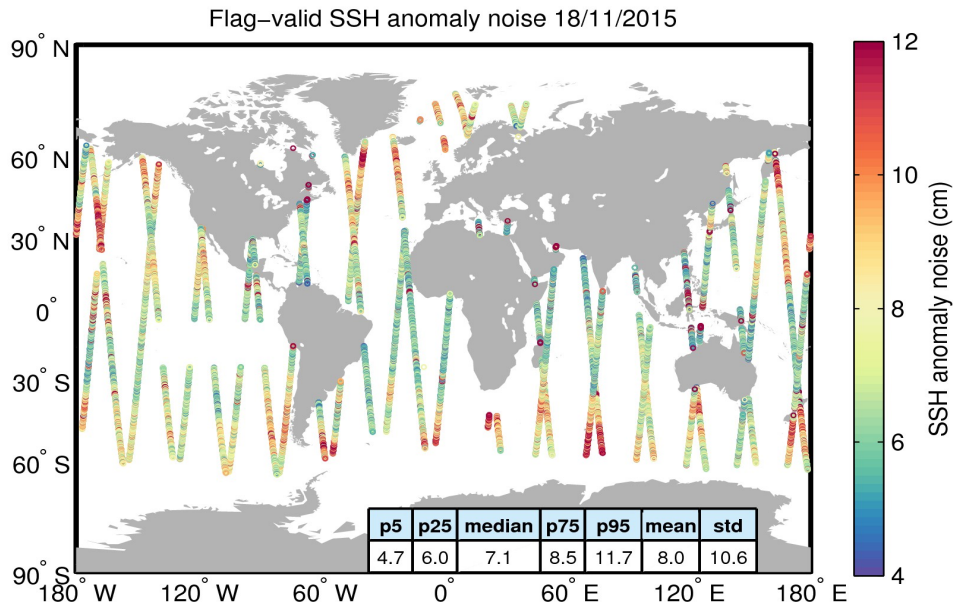 Flag−valid SSH anomaly noise 18/11/2015
90° N
60° N
30° N
0°
30° S
60° S
90° S
180° W 120° W 60° W 0° 60° E 120° E 180° E
p5 p25 median p75 p95 mean std
4.7 6.0 7.1 8.5 11.7 8.0 10.6
12
10
8
6
4
SSH anomaly noise (cm)